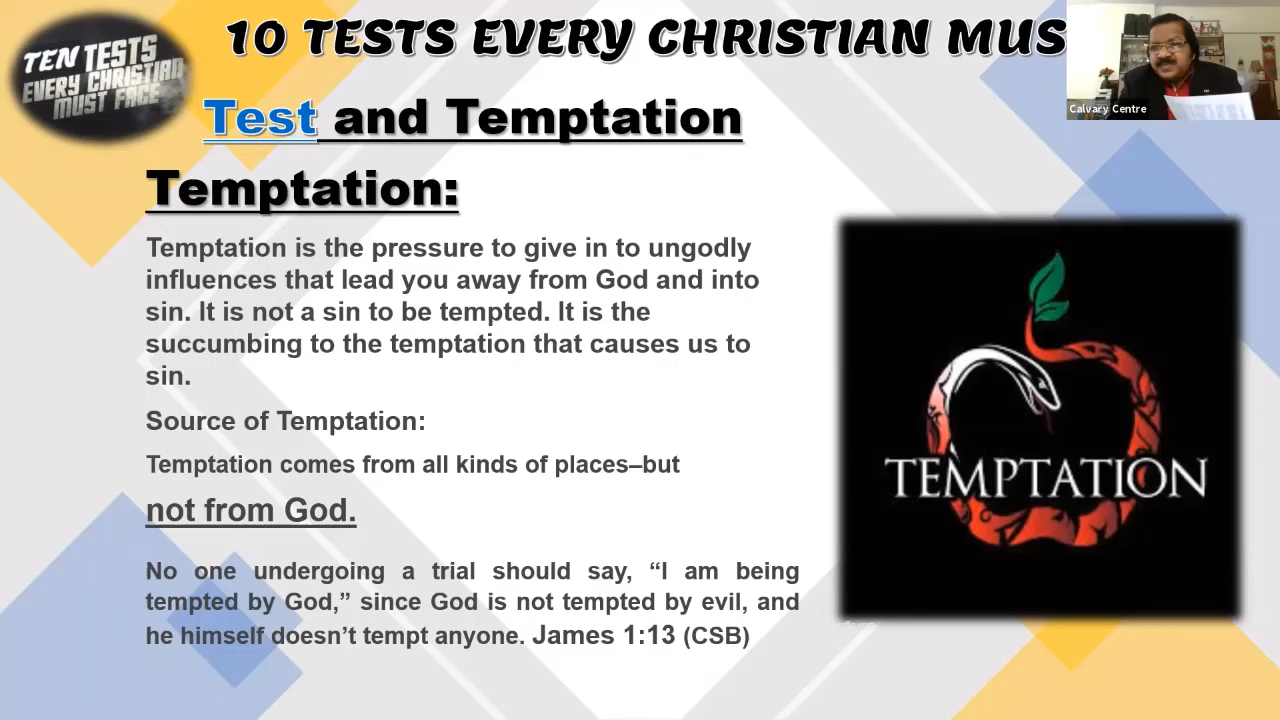 10 TESTS EVERY CHRISTIAN MUS
TEN TESTS
EVERY CHRISTIAN
MUST FACE
Calvary Centre
Test and Temptation
Temptation:
Temptation is the pressure to give in to ungodly
influences that lead you away from God and into
sin. It is not a sin to be tempted. It is the
succumbing to the temptation that causes us to
sin.
Source of Temptation:
Temptation comes from all kinds of places–but
not from God.
No one undergoing a trial should say, “I am being
tempted by God,” since God is not tempted by evil, and
he himself doesn’t tempt anyone. James 1:13 (CSB)
TEMPTATION